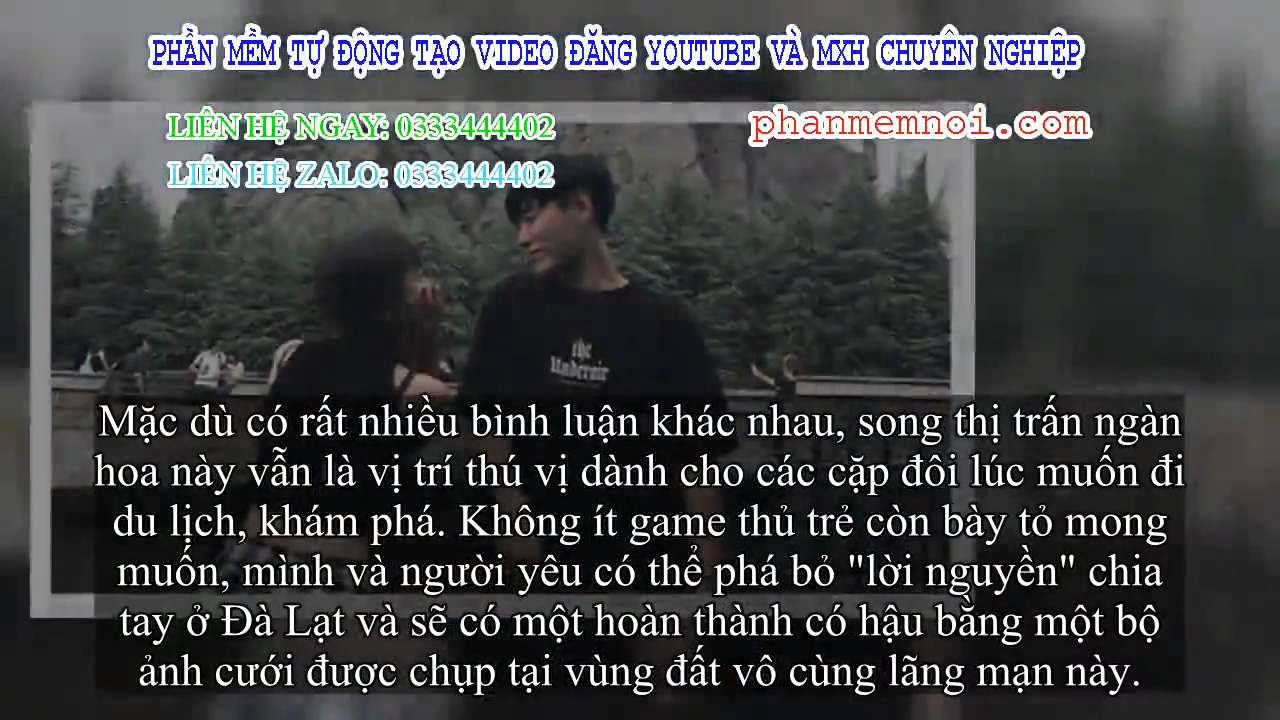 PHẦN MỀM TỰ ĐỘNG TẠO VIDEO ĐĂNG YOUTUBE VÀ MXH CHUYÊN NGHIỆP
LIÊN HỆ NGAY: 0333444402
phanmemnoi.com
LIÊN HỆ ZALO: 0333444402
the
Mặc dù có rất nhiều bình luận khác nhau, song thị trấn ngàn
hoa này vẫn là vị trí thú vị dành cho các cặp đôi lúc muốn đi
du lịch, khám phá. Không ít game thủ trẻ còn bày tỏ mong
muốn, mình và người yêu có thể phá bỏ "lời nguyền" chia
tay ở Đà Lạt và sẽ có một hoàn thành có hậu bằng một bộ
ảnh cưới được chụp tại vùng đất vô cùng lãng mạn này.